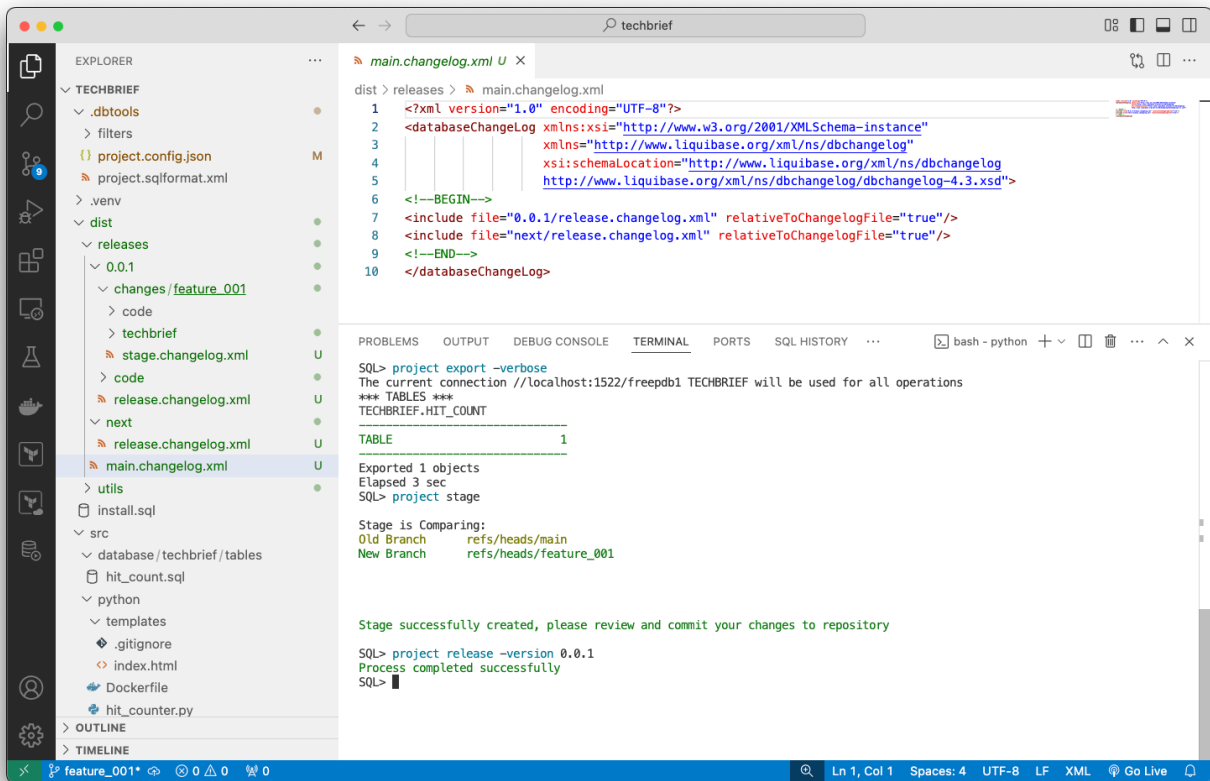 techbrief
EXPLORER
TECHBRIEF
.dbtools
filters
{} project.config.json M
project.sqlformat.xml
.venv
dist
releases
0.0.1
changes/feature_001
code
techbrief
stage.changelog.xml U
code
release.changelog.xml U
next
release.changelog.xml U
main.changelog.xml U
utils
install.sql
src
database/techbrief/tables
hit_count.sql
python
templates
.gitignore
<> index.html
Dockerfile
hit_counter.py
OUTLINE
TIMELINE
9
main.changelog.xml U
dist > releases > main.changelog.xml
1 <?xml version="1.0" encoding="UTF-8"?>
2 <databaseChangeLog xmlns:xsi="http://www.w3.org/2001/XMLSchema-instance"
3 xmlns="http://www.liquibase.org/xml/ns/dbchangelog"
4 xsi:schemaLocation="http://www.liquibase.org/xml/ns/dbchangelog
5 http://www.liquibase.org/xml/ns/dbchangelog/dbchangelog-4.3.xsd">
6 <!--BEGIN-->
7 <include file="0.0.1/release.changelog.xml" relativeToChangelogFile="true"/>
8 <include file="next/release.changelog.xml" relativeToChangelogFile="true"/>
9 <!--END-->
10 </databaseChangeLog>
PROBLEMS OUTPUT DEBUG CONSOLE TERMINAL PORTS SQL HISTORY ··· bash - python
SQL> project export -verbose
The current connection //localhost:1522/freepdb1 TECHBRIEF will be used for all operations
*** TABLES ***
TECHBRIEF.HIT_COUNT
-------------------------------
TABLE 1
-------------------------------
Exported 1 objects
Elapsed 3 sec
SQL> project stage
Stage is Comparing:
Old Branch refs/heads/main
New Branch refs/heads/feature_001
Stage successfully created, please review and commit your changes to repository
SQL> project release -version 0.0.1
Process completed successfully
SQL>
feature_001* 0 0 0 Ln 1, Col 1 Spaces: 4 UTF-8 LF XML Go Live